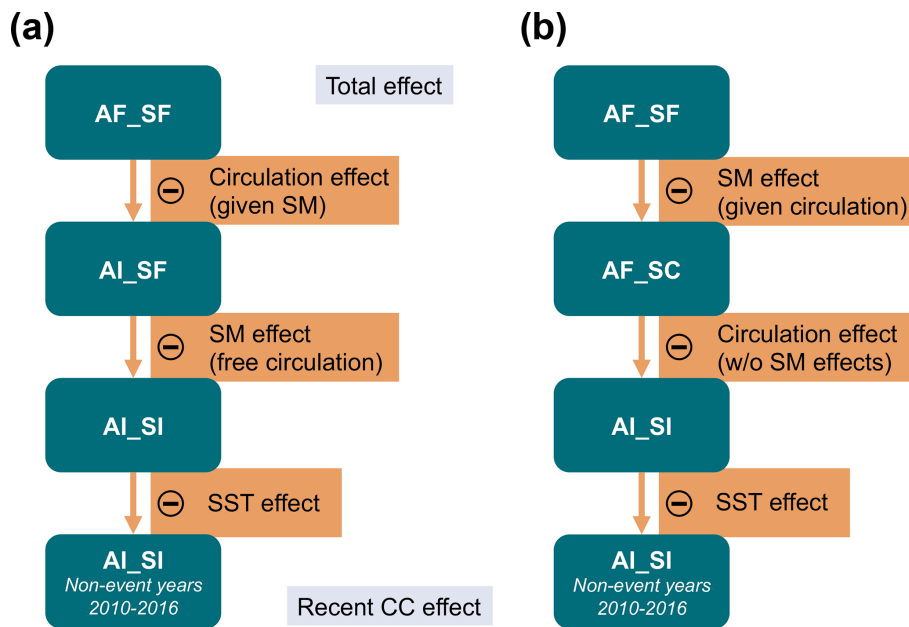 (a)
Total effect
AF_SF
⊖ Circulation effect
(given SM)
AI_SF
⊖ SM effect
(free circulation)
AI_SI
⊖ SST effect
AI_SI
Non-event years
2010-2016
Recent CC effect
(b)
AF_SF
⊖ SM effect
(given circulation)
AF_SC
⊖ Circulation effect
(w/o SM effects)
AI_SI
⊖ SST effect
AI_SI
Non-event years
2010-2016